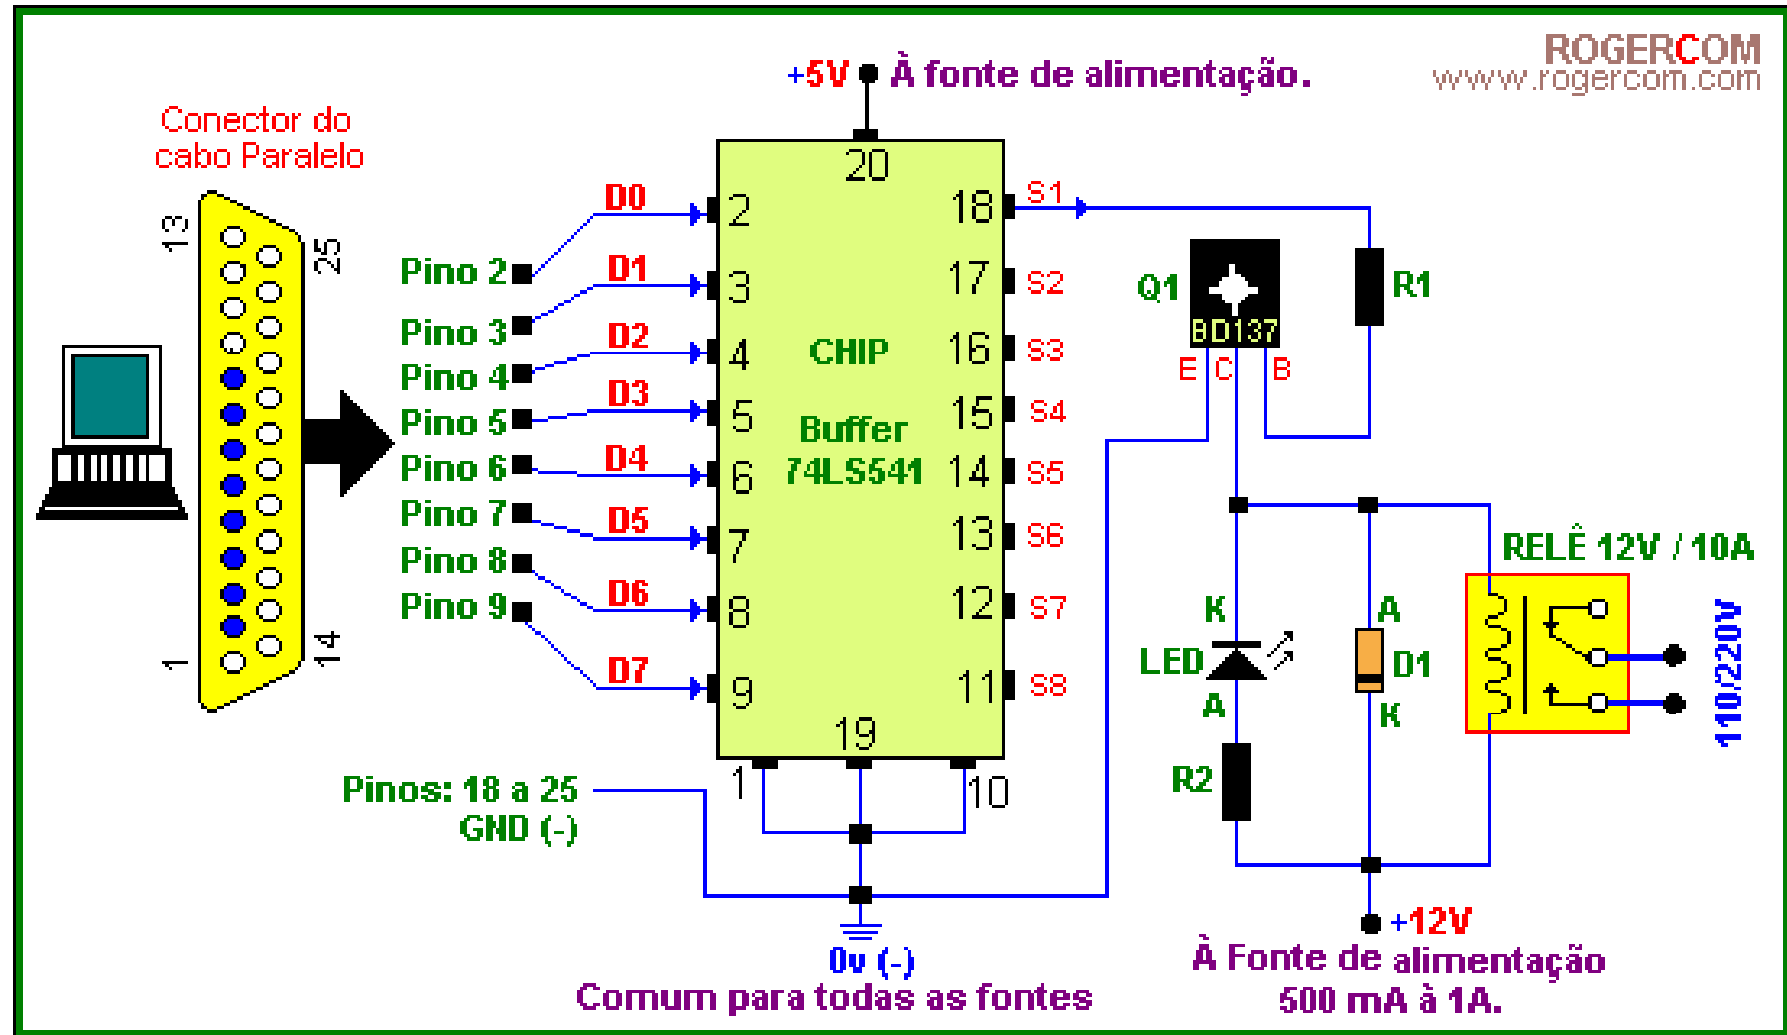 ROGERCOM
www.rogercom.com
+5V À fonte de alimentação.
Conector do
cabo Paralelo
13
25
1
14
Pino 2
Pino 3
Pino 4
Pino 5
Pino 6
Pino 7
Pino 8
Pino 9
D0
D1
D2
D3
D4
D5
D6
D7
20
2
3
4
5
6
7
8
9
CHIP
Buffer
74LS541
18
17
16
15
14
13
12
11
19
1
10
S1
S2
S3
S4
S5
S6
S7
S8
Q1
BD137
E C B
R1
RELÊ 12V / 10A
K
LED
A
R2
A
D1
K
110/220V
Pinos: 18 a 25
GND (-)
0v (-)
Comum para todas as fontes
+12V
À Fonte de alimentação
500 mA à 1A.